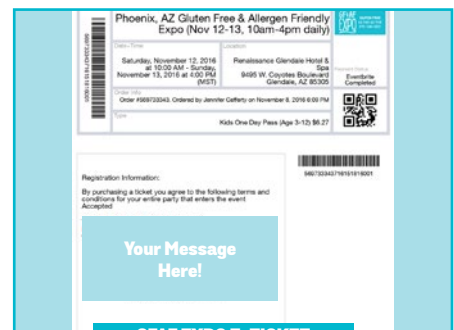 Phoenix, AZ Gluten Free & Allergen Friendly
Expo (Nov 12-13, 10am-4pm daily)
Date+Time
Location
Saturday, November 12, 2016
at 10:00 AM - Sunday,
November 13, 2016 at 4:00 PM
(MST)
Renaissance Glendale Hotel &
Spa
9495 W. Coyotes Boulevard
Glendale, AZ 85305
Payment Status
Eventbrite
Completed
Order Info
Order #569733343. Ordered by Jennifer Cafferty on November 8, 2016 6:00 PM
Type
Kids One Day Pass (Age 3-12) $6.27
Registration Information:
By purchasing a ticket you agree to the following terms and
conditions for your entire party that enters the event
Accepted
Your Message
Here!